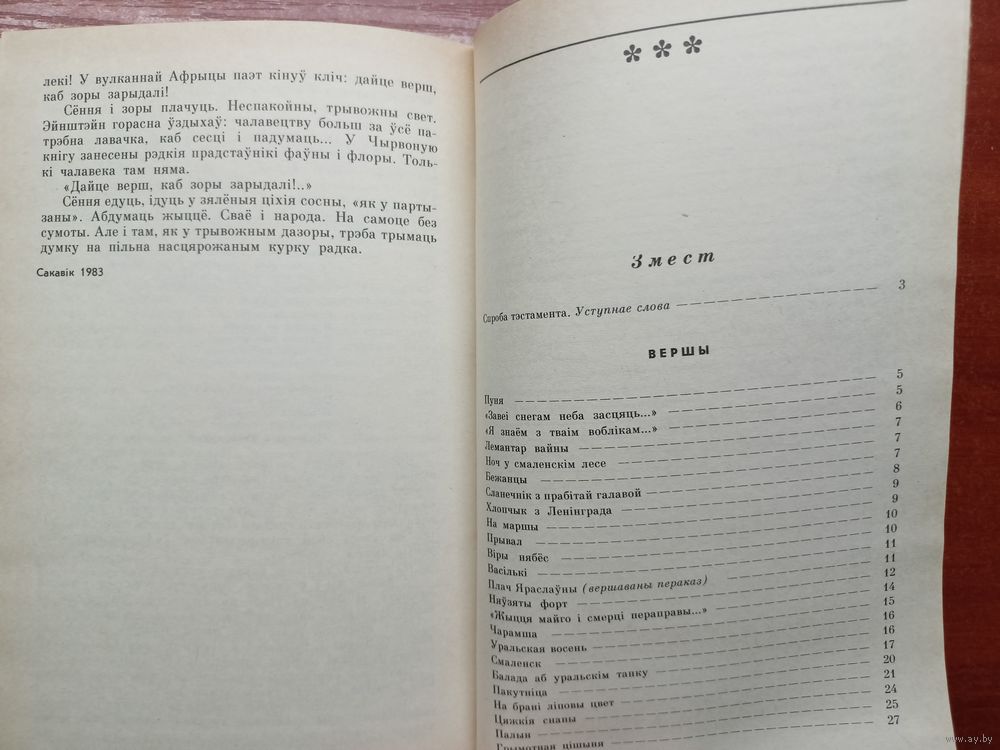 лекі! У вулканнай Афрыцы паэт кінуў кліч: дайце верш,
каб зоры зарыдалі!
Сёння і зоры плачуць. Неспакойны, трывожны свет.
Эйнштэйн горасна ўздыхаў: чалавецтву больш за ўсё па-
трэбна лавачка, каб сесці і падумаць... У Чырвоную
кнігу занесены рэдкія прадстаўнікі фаўны і флоры. Толь-
кі чалавека там няма.
«Дайце верш, каб зоры зарыдалі!..»
Сёння едуць, ідуць у зялёныя ціхія сосны, «як у парты-
заны». Абдумаць жыццё. Сваё і народа. На самоце без
сумоты. Але і там, як у трывожным дазоры, трэба трымаць
думку на пільна насцярожаным курку радка.
Сакавік 1983
* * *
Змест
Спроба тэстамента. Уступнае слова 3
ВЕРШЫ
Пуня 5
«Завеі снегам неба засцяць...» 5
«Я знаём з тваім воблікам...» 6
Лемантар вайны 7
Ноч у смаленскім лесе 7
Бежанцы 7
Сланечнік з прабітай галавой 8
Хлопчык з Ленінграда 9
На маршы 9
Прывал 10
Віры нябёс 10
Васількі 11
Плач Яраслаўны (вершаваны пераказ) 11
Няўзяты форт 12
«Жыцця майго і смерці пераправы...» 14
Чарамша 15
Уральская восень 16
Смаленск 16
Балада аб уральскім танку 17
Пакутніца 20
На брані ліповы цвет 21
Цяжкія снапы 24
Палын 25
Грымотная цішыня 27
www.ay.by